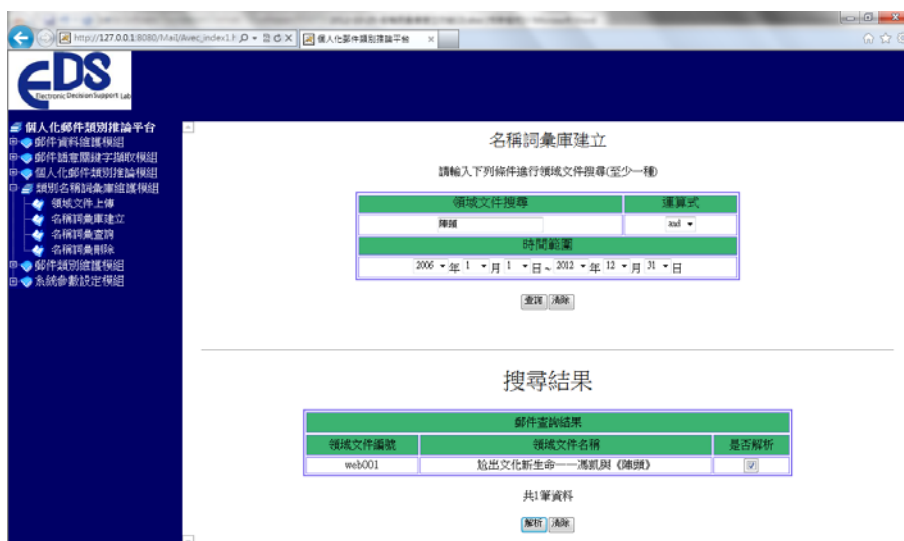 http://127.0.0.1:8080/Mail/Avec_index1.h
個人化郵件類別推論平台
EDS
Electronic Decision Support Lab
個人化郵件類別推論平台
郵件資料維護模組
郵件語意關鍵字擷取模組
個人化郵件類別推論模組
類別名稱詞彙庫維護模組
領域文件上傳
名稱詞彙庫建立
名稱詞彙查詢
名稱詞彙刪除
郵件類別維護模組
系統參數設定模組
名稱詞彙庫建立
請輸入下列條件進行領域文件搜尋(至少一種)
領域文件搜尋 運算式
陣頭 and
時間範圍
2006 年 1 月 1 日 ~ 2012 年 12 月 31 日
查詢 清除
搜尋結果
郵件查詢結果
領域文件編號 領域文件名稱 是否解析
web001 尬出文化新生命——馮凱與《陣頭》
共1筆資料
解析 清除